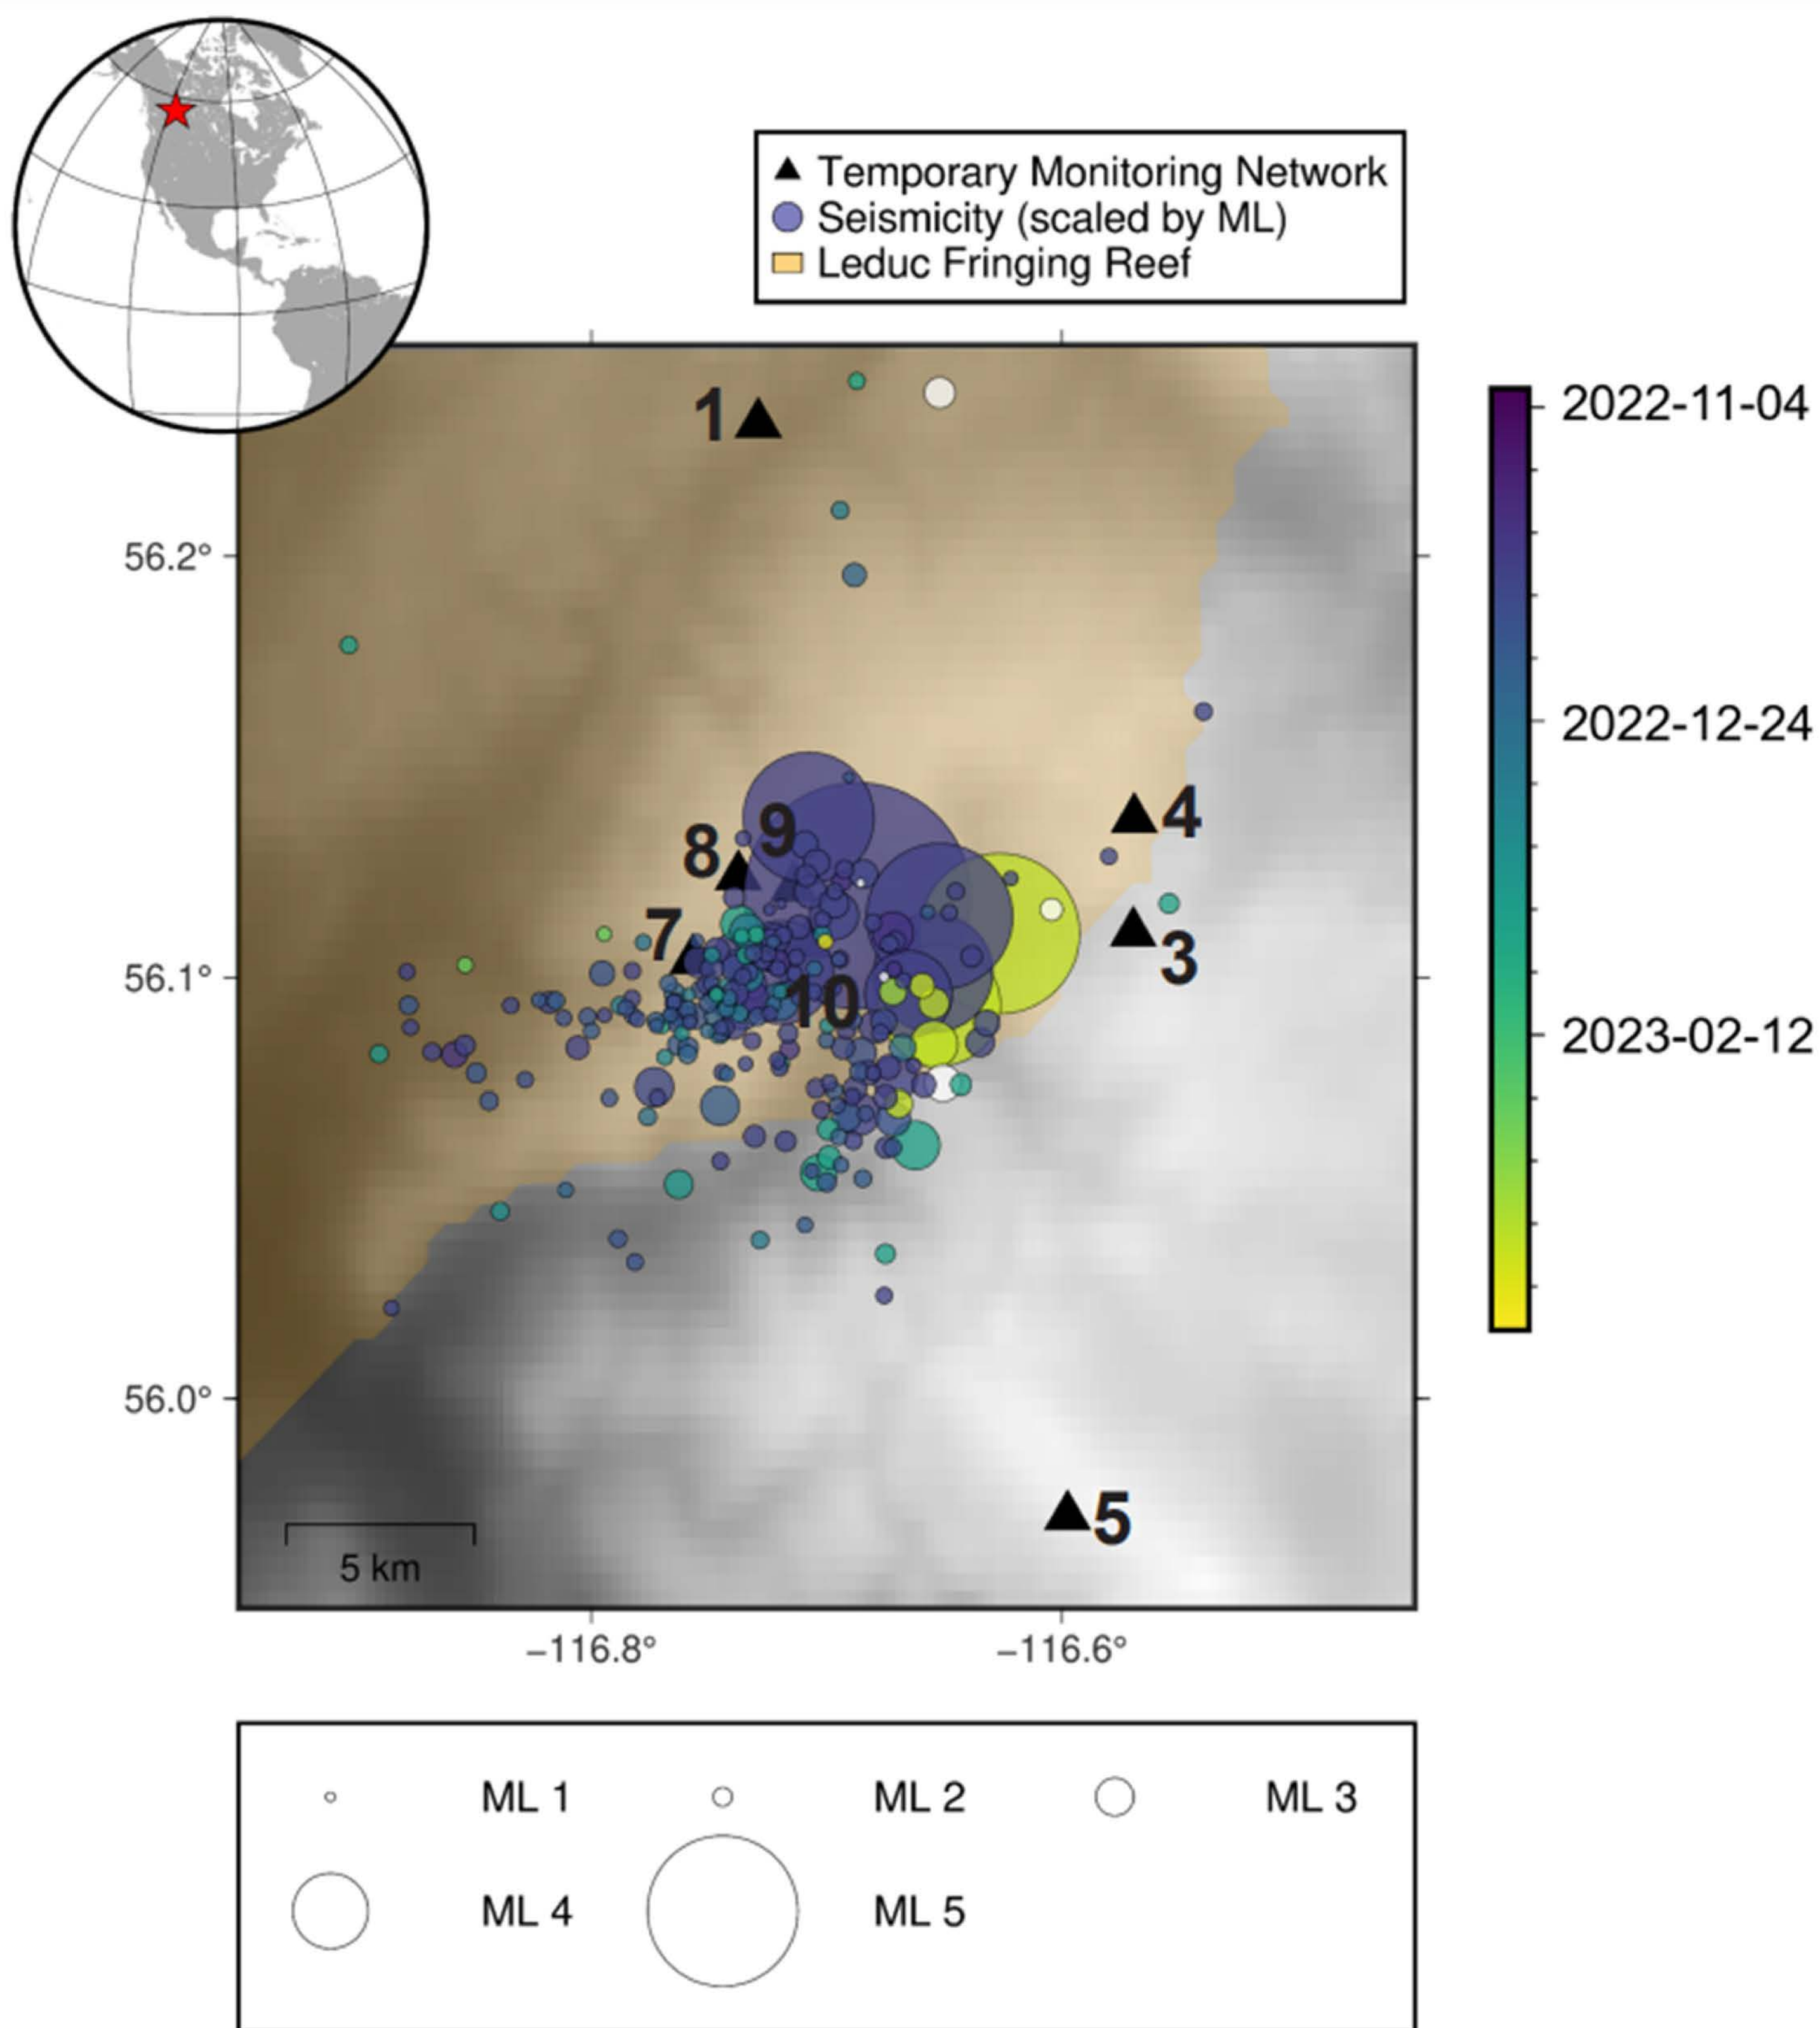 Temporary Monitoring Network
Seismicity (scaled by ML)
Leduc Fringing Reef
1
2022-11-04
56.2°
2022-12-24
4
9
8
7
3
56.1°
10
2023-02-12
56.0°
5
5 km
−116.8°
−116.6°
ML 1
ML 2
ML 3
ML 4
ML 5